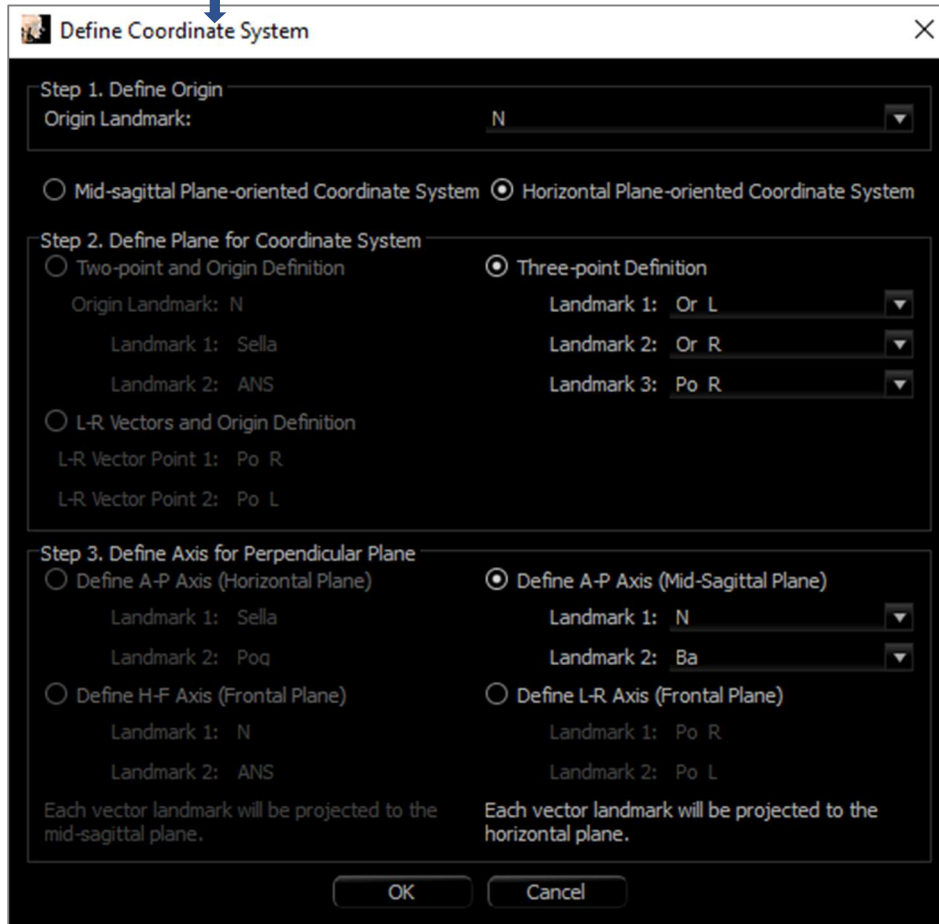 Define Coordinate System
Step 1. Define Origin
Origin Landmark: N
Mid-sagittal Plane-oriented Coordinate System Horizontal Plane-oriented Coordinate System
Step 2. Define Plane for Coordinate System
Two-point and Origin Definition Three-point Definition
Origin Landmark: N Landmark 1: Or L
Landmark 1: Sella Landmark 2: Or R
Landmark 2: ANS Landmark 3: Po R
L-R Vectors and Origin Definition
L-R Vector Point 1: Po R
L-R Vector Point 2: Po L
Step 3. Define Axis for Perpendicular Plane
Define A-P Axis (Horizontal Plane) Define A-P Axis (Mid-Sagittal Plane)
Landmark 1: Sella Landmark 1: N
Landmark 2: Pog Landmark 2: Ba
Define H-F Axis (Frontal Plane) Define L-R Axis (Frontal Plane)
Landmark 1: N Landmark 1: Po R
Landmark 2: ANS Landmark 2: Po L
Each vector landmark will be projected to the Each vector landmark will be projected to the
mid-sagittal plane. horizontal plane.
OK Cancel